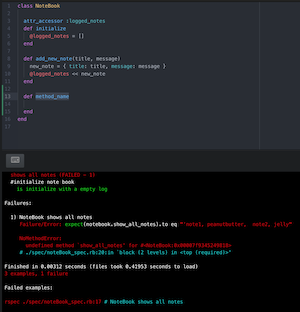 1 class NoteBook
2
3 attr_accessor :logged_notes
4 def initialize
5 @logged_notes = []
6 end
7
8 def add_new_note(title, message)
9 new_note = { title: title, message: message }
10 @logged_notes << new_note
11 end
12
13 def method_name
14
15 end
16 end
17
shows all notes (FAILED - 1)
#initialize note book
is initialize with a empty log
Failures:
1) NoteBook shows all notes
Failure/Error: expect(notebook.show_all_notes).to eq "note1, peanutbutter, note2, jelly"
NoMethodError:
undefined method `show_all_notes' for
# ./spec/noteBook_spec.rb:20:in `block (2 levels) in <top (required)>'
Finished in 0.00312 seconds (files took 0.41953 seconds to load)
3 examples, 1 failure
Failed examples:
rspec ./spec/noteBook_spec.rb:17 # NoteBook shows all notes